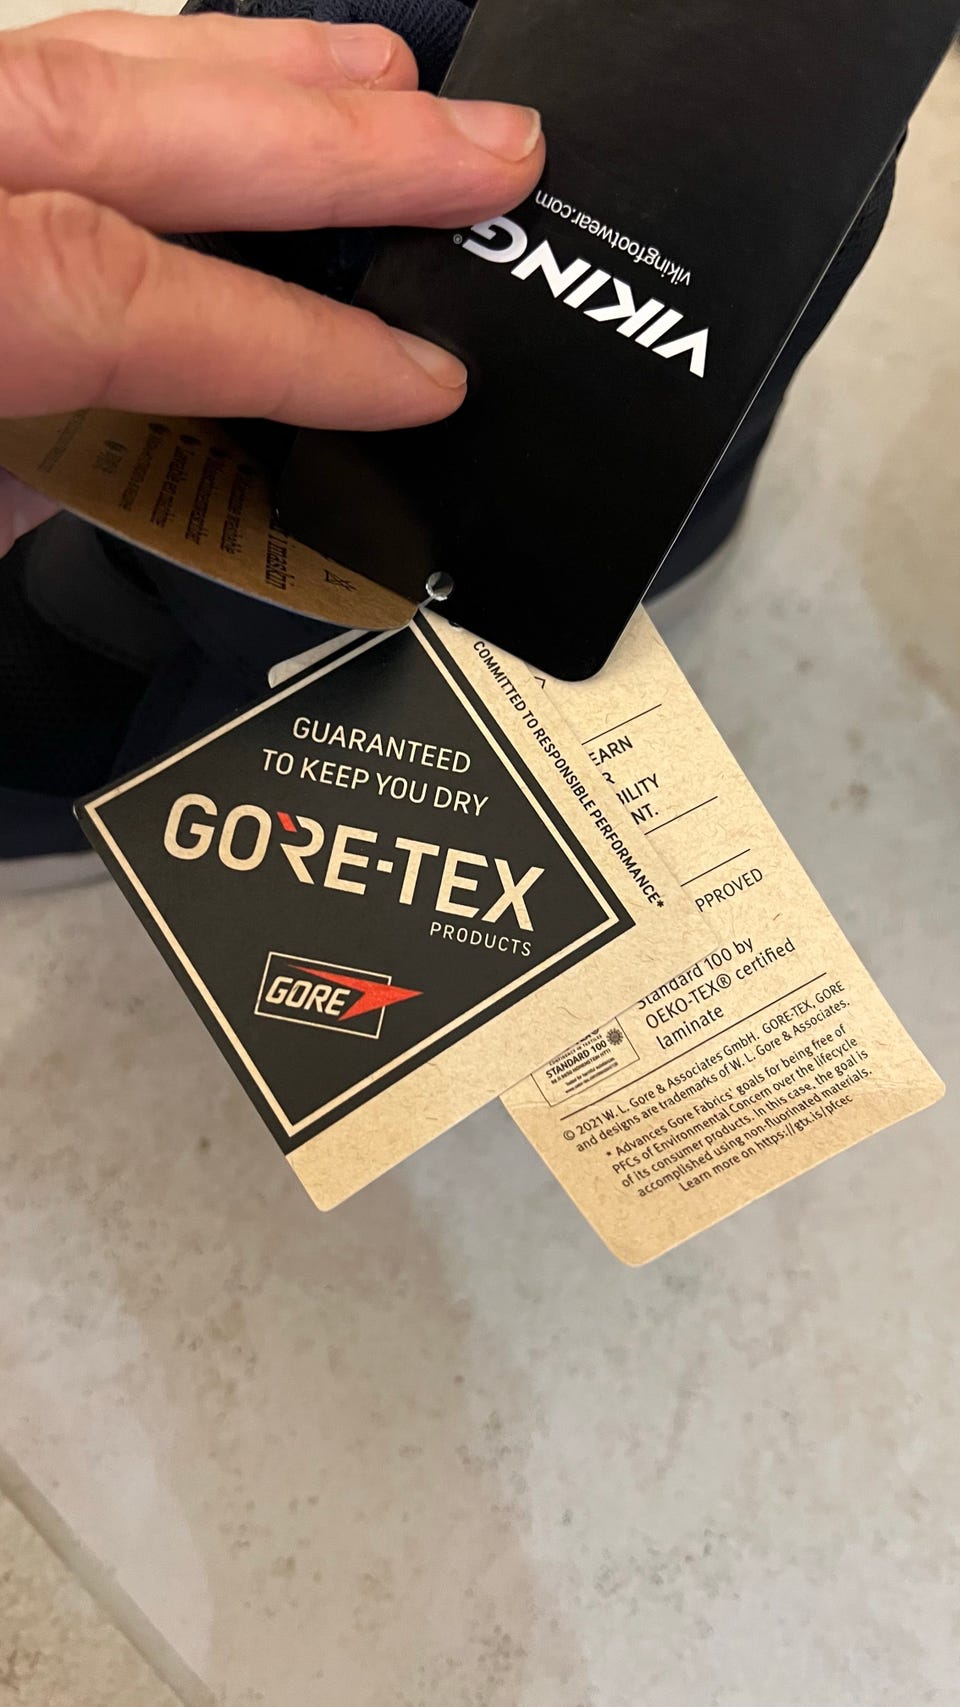 VIKING®
vikingfootwear.com
GUARANTEED
TO KEEP YOU DRY
GORE-TEX
PRODUCTS
GORE
COMMITTED TO RESPONSIBLE PERFORMANCE*
EARN
BILITY
NT.
PPROVED
Standard 100 by
OEKO-TEX® certified
laminate
STANDARD 100
© 2021 W. L. Gore & Associates GmbH. GORE-TEX, GORE
and designs are trademarks of W. L. Gore & Associates.
* Advances Gore Fabrics' goals for being free of
PFCs of Environmental Concern over the lifecycle
of its consumer products. In this case, the goal is
accomplished using non-fluorinated materials.
Learn more on https://gtx.is/pfcec